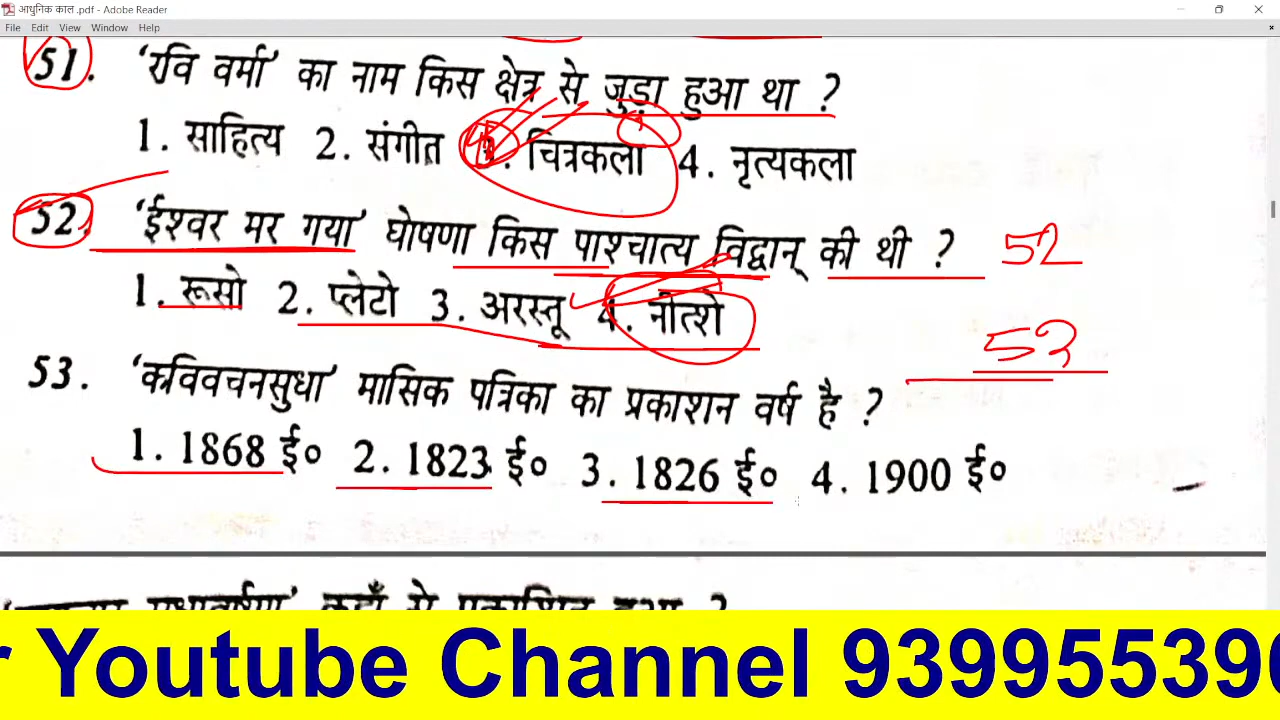 आधुनिक काल .pdf - Adobe Reader
File Edit View Window Help
51. 'रवि वर्मा' का नाम किस क्षेत्र से जुड़ा हुआ था ?
1. साहित्य 2. संगीत 3. चित्रकला 4. नृत्यकला
52. 'ईश्वर मर गया' घोषणा किस पाश्चात्य विद्वान् की थी ? 52
1. रूसो 2. प्लेटो 3. अरस्तू 4. नीत्शे
53
53. 'कविवचनसुधा' मासिक पत्रिका का प्रकाशन वर्ष है ?
1. 1868 ई० 2. 1823 ई० 3. 1826 ई० 4. 1900 ई०
कहाँ से प्रकाशित हुआ ?
r Youtube Channel 939955390